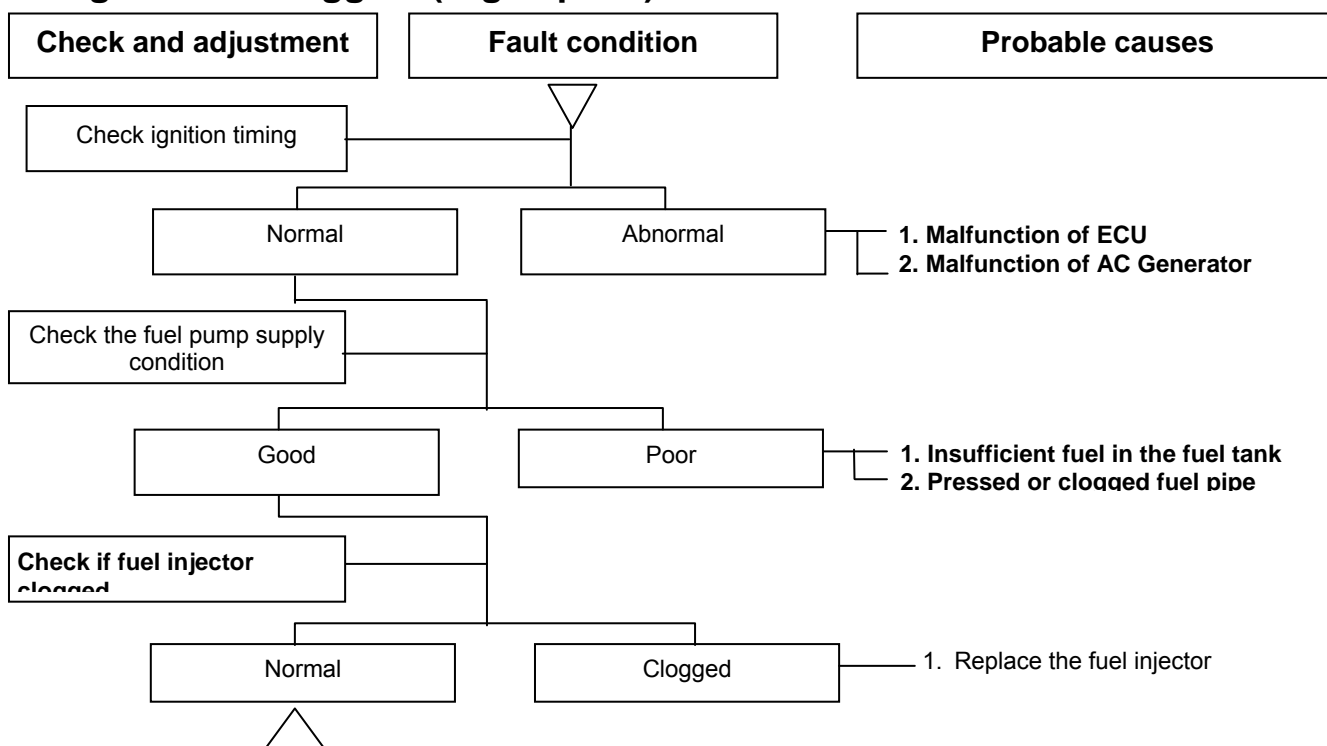 Check and adjustment
Fault condition
Probable causes
Check ignition timing
Normal
Abnormal
1. Malfunction of ECU
2. Malfunction of AC Generator
Check the fuel pump supply
condition
Good
Poor
1. Insufficient fuel in the fuel tank
2. Pressed or clogged fuel pipe
Check if fuel injector
clogged
Normal
Clogged
1. Replace the fuel injector